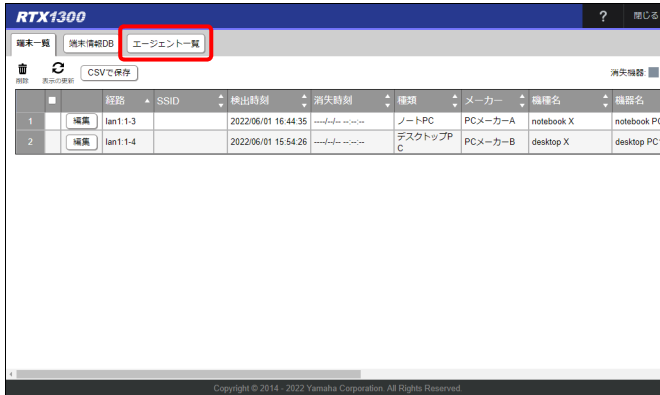 RTX1300 ? 閉じる
端末一覧 端末情報DB エージェント一覧
削除 表示の更新 CSVで保存 消失機器:
経路 SSID 検出時刻 消失時刻 種類 メーカー 機種名 機器名
1 編集 lan1:1-3 2022/06/01 16:44:35 ----/--/-- --:--:-- ノートPC PCメーカーA notebook X notebook PC
2 編集 lan1:1-4 2022/06/01 15:54:26 ----/--/-- --:--:-- デスクトップP
C PCメーカーB desktop X desktop PC
Copyright © 2014 - 2022 Yamaha Corporation. All Rights Reserved.